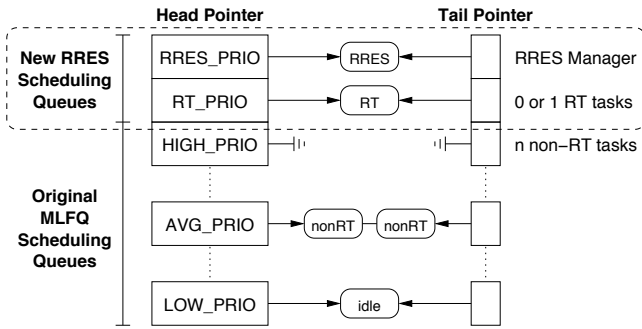 Head Pointer
Tail Pointer
New RRES
Scheduling
Queues
RRES_PRIO
RRES
RRES Manager
RT_PRIO
RT
0 or 1 RT tasks
HIGH_PRIO
n non−RT tasks
Original
MLFQ
Scheduling
Queues
AVG_PRIO
nonRT
nonRT
LOW_PRIO
idle